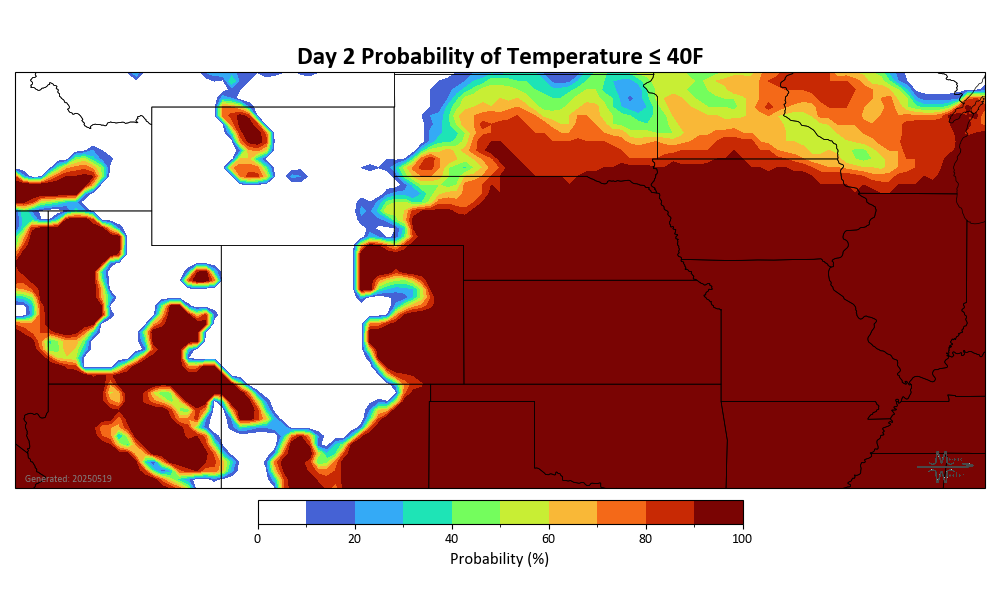 Day 2 Probability of Temperature ≤ 40F
Generated: 20250519
0 20 40 60 80 100
Probability (%)